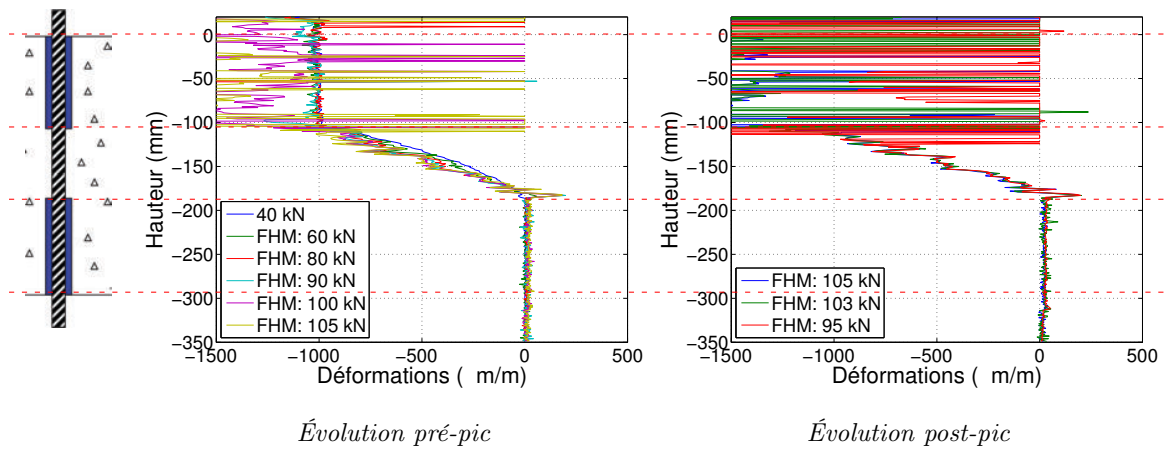 0
−50
−100
−150
−200
−250
−300
−350
Hauteur (mm)
40 kN
FHM: 60 kN
FHM: 80 kN
FHM: 90 kN
FHM: 100 kN
FHM: 105 kN
−1500
−1000
−500
0
500
Déformations ( m/m)
Évolution pré-pic
0
−50
−100
−150
−200
−250
−300
−350
Hauteur (mm)
FHM: 105 kN
FHM: 103 kN
FHM: 95 kN
−1500
−1000
−500
0
500
Déformations ( m/m)
Évolution post-pic